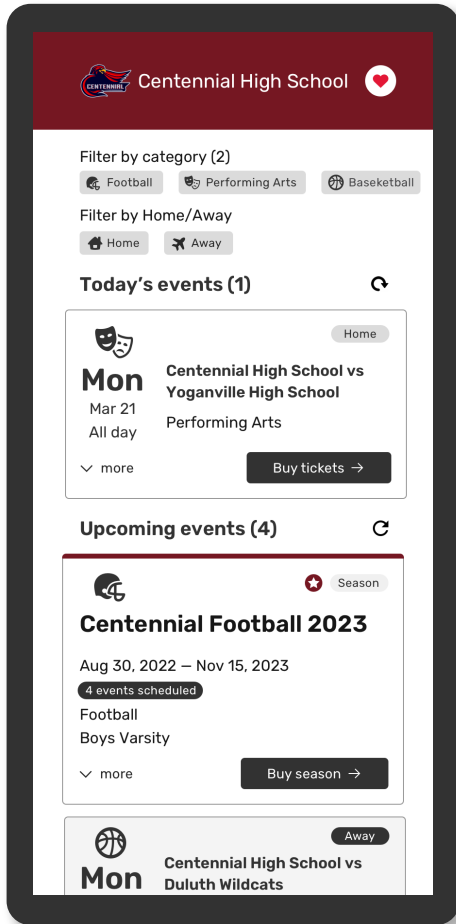 CENTENNIAL
Centennial High School
Filter by category (2)
Football
Performing Arts
Baseketball
Filter by Home/Away
Home
Away
Today’s events (1)
Home
Mon
Mar 21
All day
Centennial High School vs
Yoganville High School
Performing Arts
more
Buy tickets →
Upcoming events (4)
Season
Centennial Football 2023
Aug 30, 2022 — Nov 15, 2023
4 events scheduled
Football
Boys Varsity
more
Buy season →
Away
Mon
Centennial High School vs
Duluth Wildcats